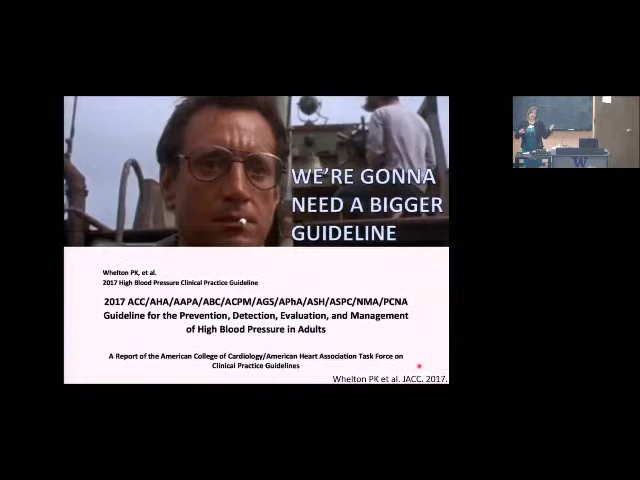 WE'RE GONNA
NEED A BIGGER
GUIDELINE
Whelton PK, et al.
2017 High Blood Pressure Clinical Practice Guideline
2017 ACC/AHA/AAPA/ABC/ACPM/AGS/APhA/ASH/ASPC/NMA/PCNA
Guideline for the Prevention, Detection, Evaluation, and Management
of High Blood Pressure in Adults
A Report of the American College of Cardiology/American Heart Association Task Force on
Clinical Practice Guidelines
Whelton PK et al. JACC. 2017.
W